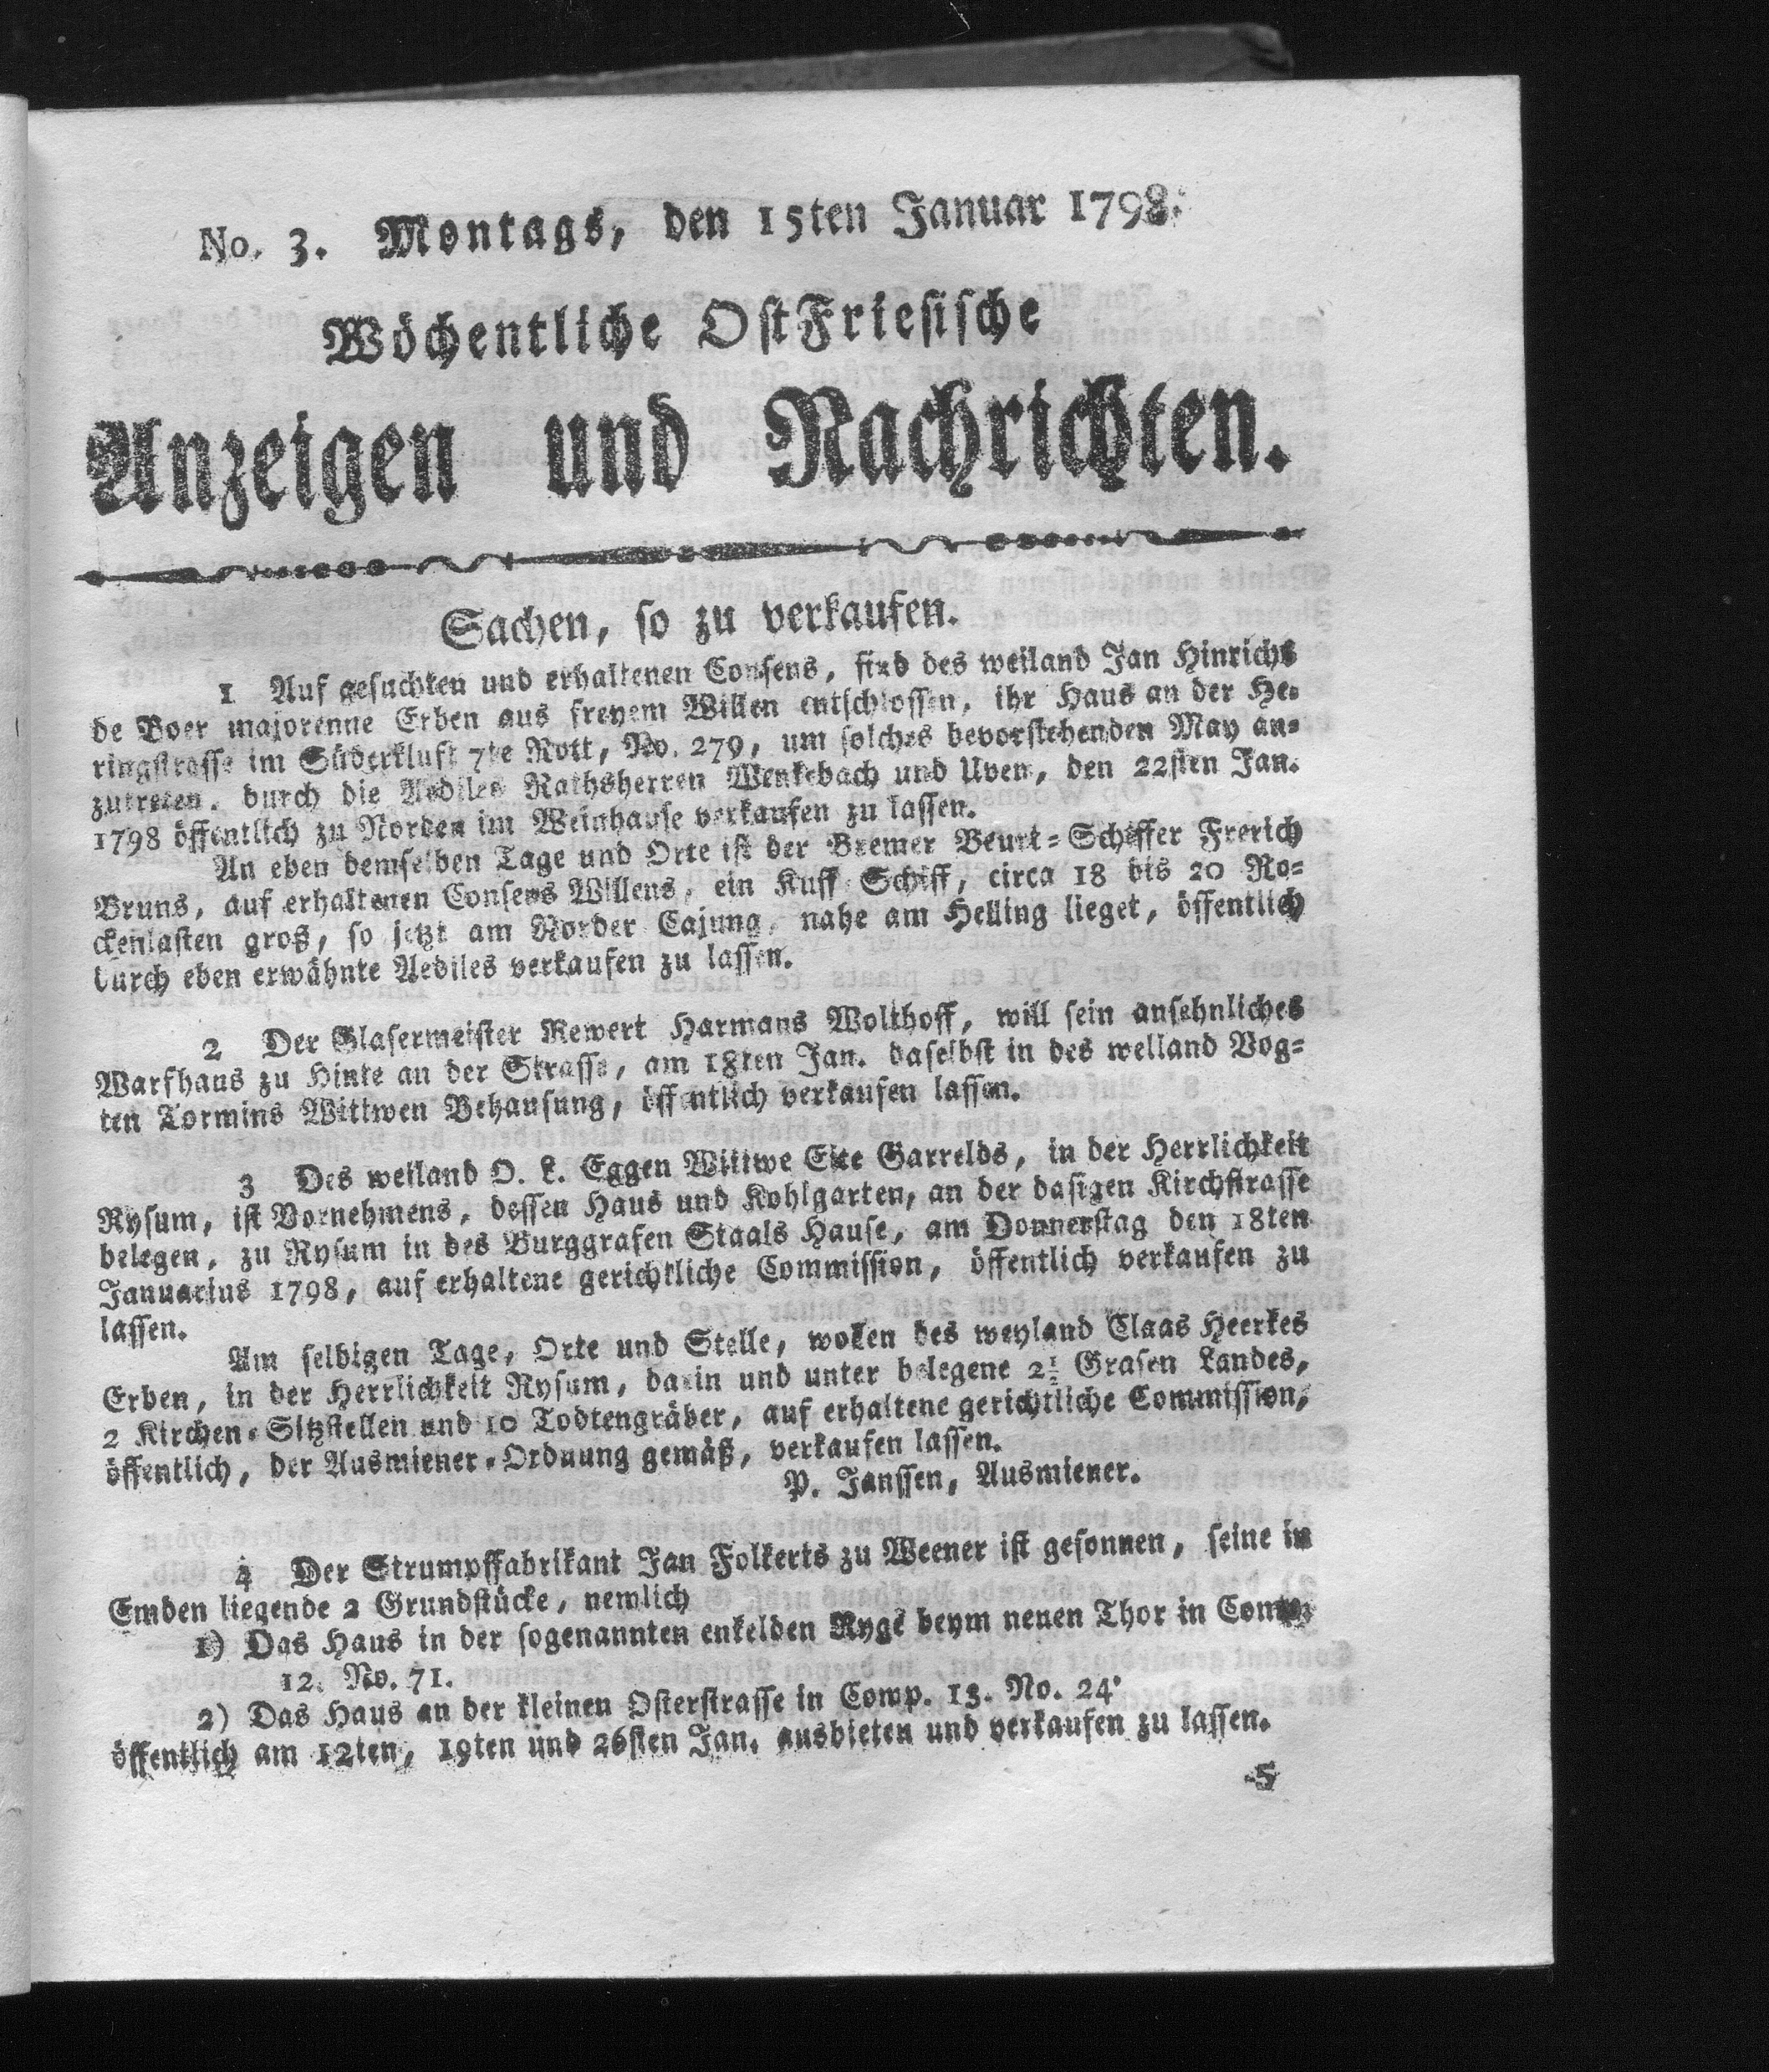 No. 3. Montags, den 15ten Januar 1798.
Wöchentliche OstFriesische
Anzeigen und Nachrichten.
Sachen, so zu verkaufen.
1 Auf gesuchten und erhaltenen Consens, sind des weiland Jan Hinrichs
de Boer majorenne Erben aus freyem Willen entschlossen, ihr Haus an der He-
ringstrasse im Süderkluft 7te Rott, No. 279, um solches bevorstehenden May an-
zutreten, durch die Aediles Rathsherren Wenkebach und Uven, den 22sten Jan.
1798 öffentlich zu Norden im Weinhause verkaufen zu lassen.
An eben demselben Tage und Orte ist der Bremer Beurt-Schiffer Frerich
Bruns, auf erhaltenen Consens Willens, ein Kuff-Schiff, circa 18 bis 20 Ro-
ckenlasten groß, so jetzt am Norder Cajung, nahe am Helling lieget, öffentlich
durch eben erwähnte Aediles verkaufen zu lassen.
2 Der Glasermeister Rewert Harmans Wolthoff, will sein ansehnliches
Warfhaus zu Hinte an der Strasse, am 18ten Jan. daselbst in des weiland Vog-
ten Tormins Wittwen Behausung, öffentlich verkaufen lassen.
3 Des weiland O. L. Eggen Wittwe Eite Garrelds, in der Herrlichkeit
Rysum, ist Vornehmens, dessen Haus und Kohlgarten, an der dasigen Kirchstrasse
belegen, zu Rysum in des Burggrafen Staals Hause, am Donnerstag den 18ten
Januarius 1798, auf erhaltene gerichtliche Commission, öffentlich verkaufen zu
lassen.
Am selbigen Tage, Orte und Stelle, wollen des weyland Claas Heerkes
Erben, in der Herrlichkeit Rysum, darin und unter belegene 2½ Grasen Landes,
2 Kirchen-Sitzstellen und 10 Todtengräber, auf erhaltene gerichtliche Commission,
öffentlich, der Ausmiener-Ordnung gemäß, verkaufen lassen.
P. Janssen, Ausmiener.
4 Der Strumpffabrikant Jan Folkerts zu Weener ist gesonnen, seine in
Emden liegende 2 Grundstücke, nemlich
1) Das Haus in der sogenannten enkelden Ryge beym neuen Thor in Comp.
12. No. 71.
2) Das Haus an der kleinen Osterstrasse in Comp. 13. No. 24.
öffentlich am 12ten, 19ten und 26sten Jan. ausbieten und verkaufen zu lassen.
5